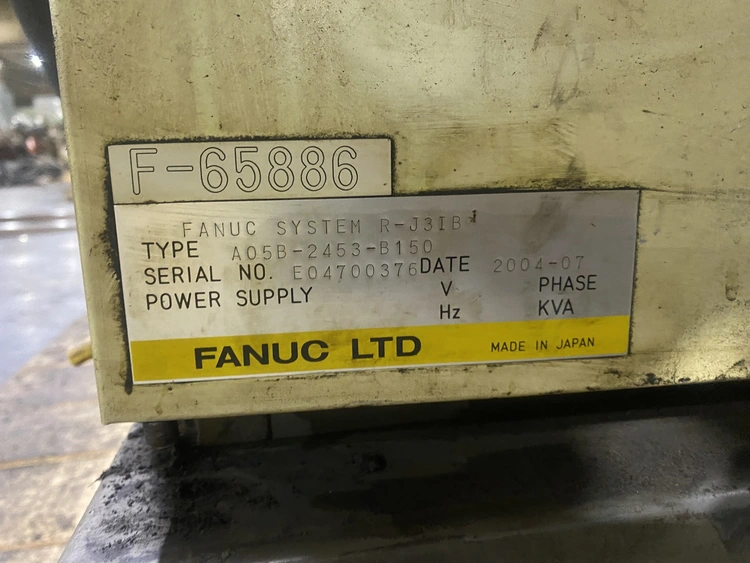 F-65886
FANUC SYSTEM R-J3IB
TYPE A05B-2453-B150
SERIAL NO. E04700376 DATE 2004-07
POWER SUPPLY V PHASE
Hz KVA
FANUC LTD MADE IN JAPAN